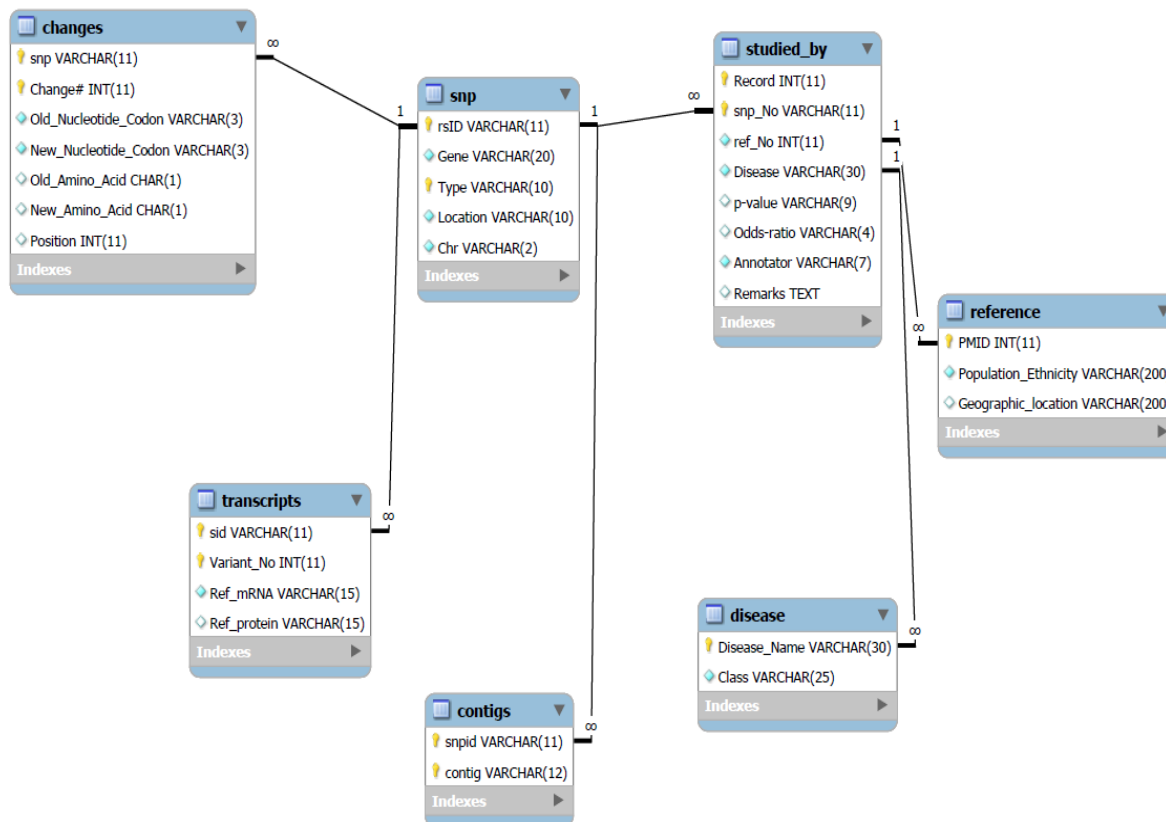 changes
snp VARCHAR(11)
Change# INT(11)
Old_Nucleotide_Codon VARCHAR(3)
New_Nucleotide_Codon VARCHAR(3)
Old_Amino_Acid CHAR(1)
New_Amino_Acid CHAR(1)
Position INT(11)
Indexes
∞
1
snp
rsID VARCHAR(11)
Gene VARCHAR(20)
Type VARCHAR(10)
Location VARCHAR(10)
Chr VARCHAR(2)
Indexes
1
∞
studied_by
Record INT(11)
snp_No VARCHAR(11)
ref_No INT(11)
Disease VARCHAR(30)
p-value VARCHAR(9)
Odds-ratio VARCHAR(4)
Annotator VARCHAR(7)
Remarks TEXT
Indexes
1
1
∞
reference
PMID INT(11)
Population_Ethnicity VARCHAR(200
Geographic_location VARCHAR(200
Indexes
transcripts
sid VARCHAR(11)
Variant_No INT(11)
Ref_mRNA VARCHAR(15)
Ref_protein VARCHAR(15)
Indexes
∞
disease
Disease_Name VARCHAR(30)
Class VARCHAR(25)
Indexes
∞
contigs
snpid VARCHAR(11)
contig VARCHAR(12)
Indexes
∞